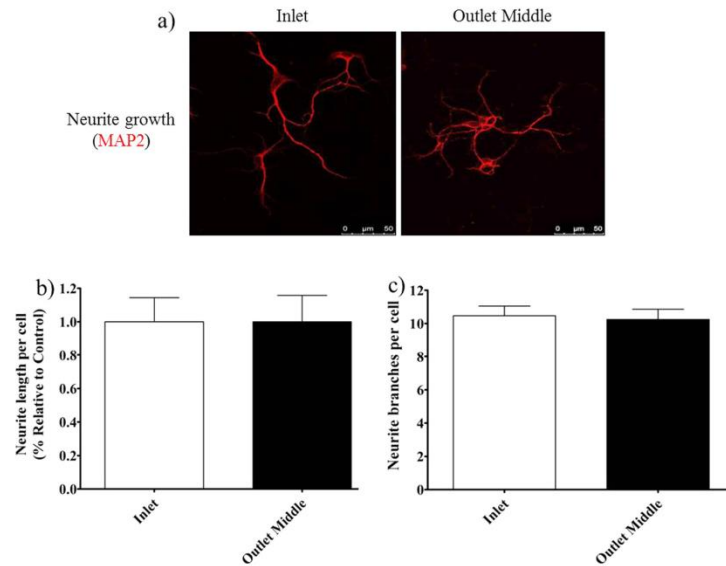 a)
Inlet
Outlet Middle
Neurite growth
(MAP2)
0 µm 50
0 µm 50
b)
Neurite length per cell
(% Relative to Control)
1.2
1.0
0.8
0.6
0.4
0.2
0.0
Inlet
Outlet Middle
c)
Neurite branches per cell
12
10
8
6
4
2
0
Inlet
Outlet Middle